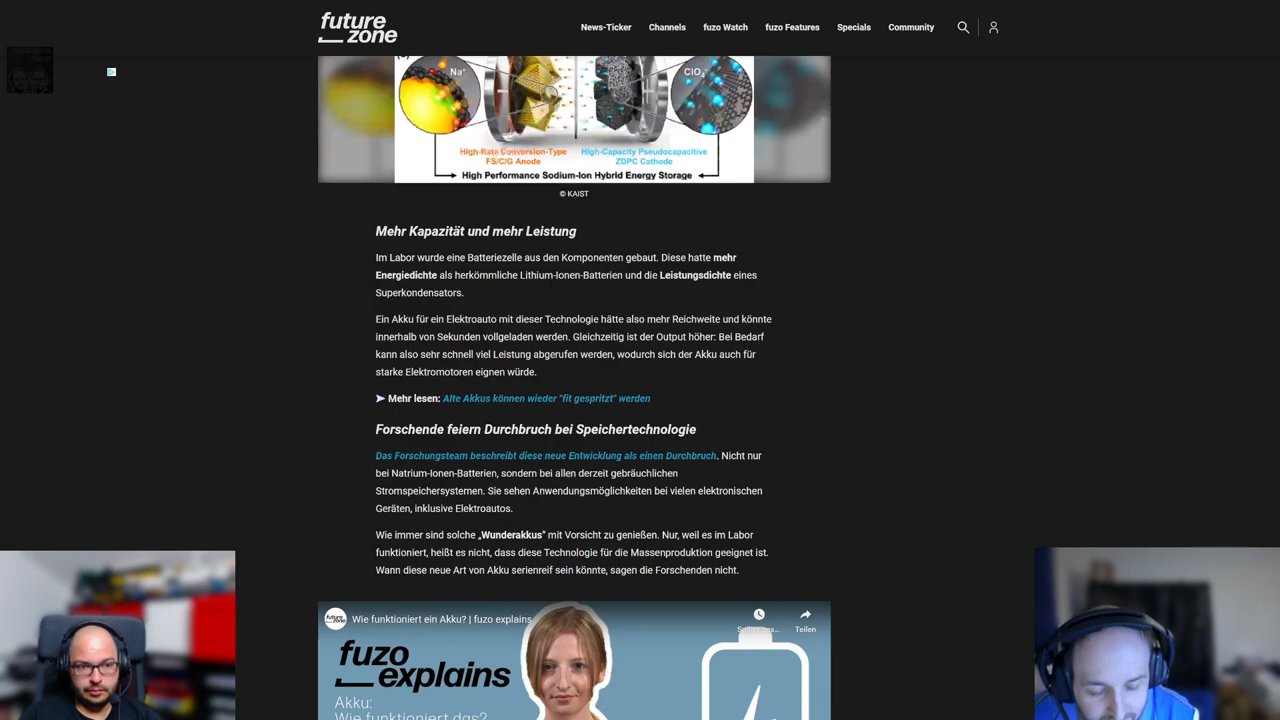 future
zone
News-Ticker Channels fuzo Watch fuzo Features Specials Community
Na+ ClO4-
High-Rate Conversion-Type High-Capacity Pseudocapacitive
FS/C/G Anode ZDPC Cathode
High Performance Sodium-Ion Hybrid Energy Storage
© KAIST
Mehr Kapazität und mehr Leistung
Im Labor wurde eine Batteriezelle aus den Komponenten gebaut. Diese hatte mehr
Energiedichte als herkömmliche Lithium-Ionen-Batterien und die Leistungsdichte eines
Superkondensators.
Ein Akku für ein Elektroauto mit dieser Technologie hätte also mehr Reichweite und könnte
innerhalb von Sekunden vollgeladen werden. Gleichzeitig ist der Output höher: Bei Bedarf
kann also sehr schnell viel Leistung abgerufen werden, wodurch sich der Akku auch für
starke Elektromotoren eignen würde.
➤ Mehr lesen: Alte Akkus können wieder "fit gespritzt" werden
Forschende feiern Durchbruch bei Speichertechnologie
Das Forschungsteam beschreibt diese neue Entwicklung als einen Durchbruch. Nicht nur
bei Natrium-Ionen-Batterien, sondern bei allen derzeit gebräuchlichen
Stromspeichersystemen. Sie sehen Anwendungsmöglichkeiten bei vielen elektronischen
Geräten, inklusive Elektroautos.
Wie immer sind solche „Wunderakkus“ mit Vorsicht zu genießen. Nur, weil es im Labor
funktioniert, heißt es nicht, dass diese Technologie für die Massenproduktion geeignet ist.
Wann diese neue Art von Akku serienreif sein könnte, sagen die Forschenden nicht.
future
zone
Wie funktioniert ein Akku? | fuzo explains
Teilen
fuzo
explains
Akku:
Wie funktioniert das?